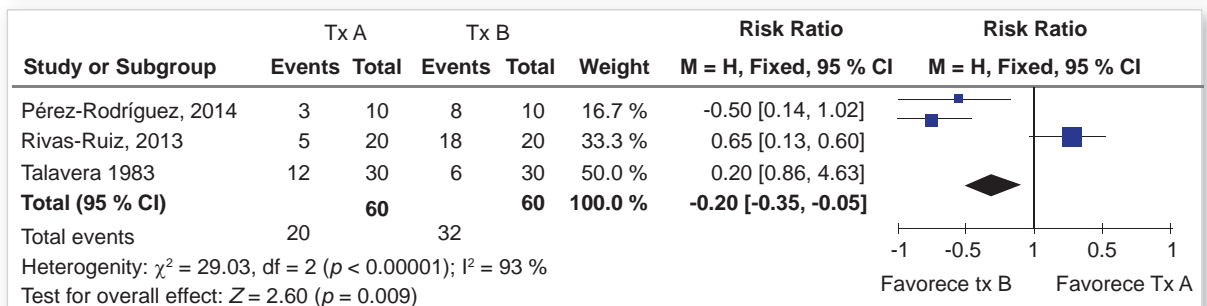 Tx A Tx B Risk Ratio Risk Ratio
Study or Subgroup Events Total Events Total Weight M = H, Fixed, 95 % CI M = H, Fixed, 95 % CI
Pérez-Rodríguez, 2014 3 10 8 10 16.7 % -0.50 [0.14, 1.02]
Rivas-Ruiz, 2013 5 20 18 20 33.3 % 0.65 [0.13, 0.60]
Talavera 1983 12 30 6 30 50.0 % 0.20 [0.86, 4.63]
Total (95 % CI) 60 60 100.0 % -0.20 [-0.35, -0.05]
Total events 20 32
-1 -0.5 1 0.5 1
Heterogenity: χ² = 29.03, df = 2 (p < 0.00001); I² = 93 %
Favorece tx B Favorece Tx A
Test for overall effect: Z = 2.60 (p = 0.009)